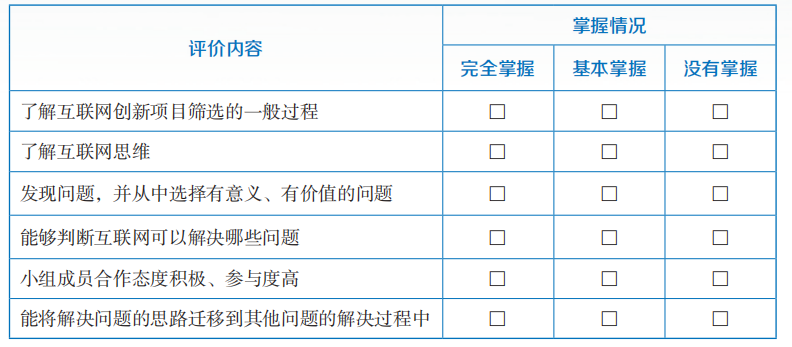 评价内容
掌握情况
完全掌握 基本掌握 没有掌握
了解互联网创新项目筛选的一般过程 □ □ □
了解互联网思维 □ □ □
发现问题，并从中选择有意义、有价值的问题 □ □ □
能够判断互联网可以解决哪些问题 □ □ □
小组成员合作态度积极、参与度高 □ □ □
能将解决问题的思路迁移到其他问题的解决过程中 □ □ □